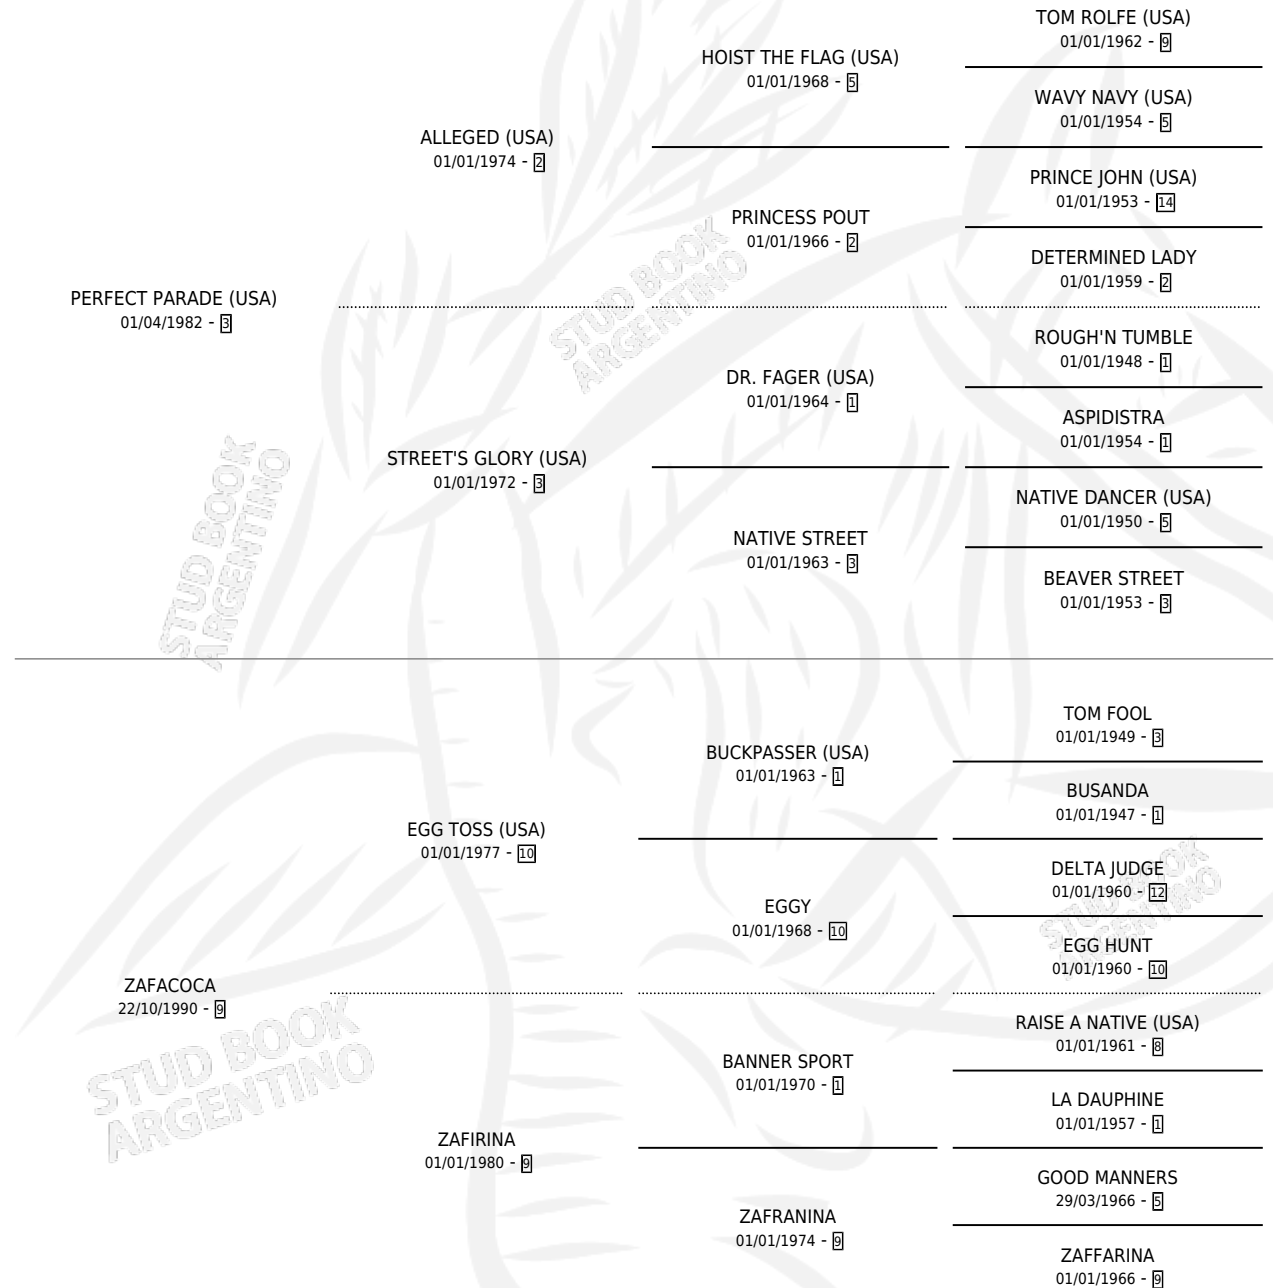 TOM ROLFE (USA)
01/01/1962 - 9
HOIST THE FLAG (USA)
01/01/1968 - 5
WAVY NAVY (USA)
01/01/1954 - 5
ALLEGED (USA)
01/01/1974 - 2
PRINCE JOHN (USA)
01/01/1953 - 14
PRINCESS POUT
01/01/1966 - 2
DETERMINED LADY
01/01/1959 - 2
PERFECT PARADE (USA)
01/04/1982 - 3
ROUGH'N TUMBLE
01/01/1948 - 1
DR. FAGER (USA)
01/01/1964 - 1
ASPIDISTRA
01/01/1954 - 1
STREET'S GLORY (USA)
01/01/1972 - 3
NATIVE DANCER (USA)
01/01/1950 - 5
NATIVE STREET
01/01/1963 - 3
BEAVER STREET
01/01/1953 - 3
TOM FOOL
01/01/1949 - 3
BUCKPASSER (USA)
01/01/1963 - 1
BUSANDA
01/01/1947 - 1
EGG TOSS (USA)
01/01/1977 - 10
DELTA JUDGE
01/01/1960 - 12
EGGY
01/01/1968 - 10
EGG HUNT
01/01/1960 - 10
ZAFACOCA
22/10/1990 - 9
RAISE A NATIVE (USA)
01/01/1961 - 8
BANNER SPORT
01/01/1970 - 1
LA DAUPHINE
01/01/1957 - 1
ZAFIRINA
01/01/1980 - 9
GOOD MANNERS
29/03/1966 - 5
ZAFRANINA
01/01/1974 - 9
ZAFFARINA
01/01/1966 - 9
STUD BOOK
ARGENTINO
STUD BOOK
ARGENTINO
STUD BOOK
ARGENTINO
STUD BOOK
ARGENTINO